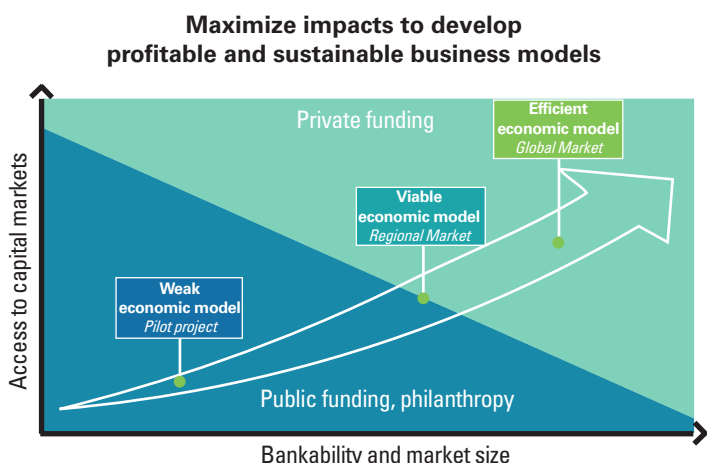 Maximize impacts to develop
profitable and sustainable business models
Private funding
Efficient
economic model
Global Market
Viable
economic model
Regional Market
Weak
economic model
Pilot project
Public funding, philanthropy
Access to capital markets
Bankability and market size